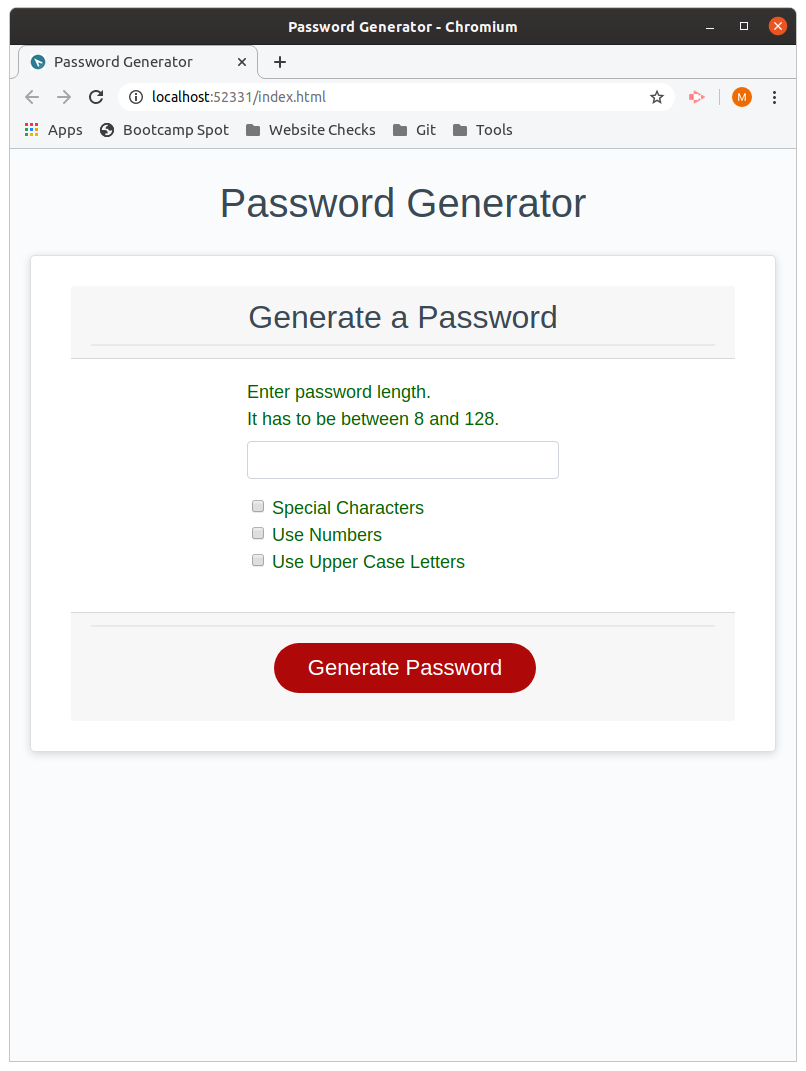 Password Generator - Chromium
Password Generator
localhost:52331/index.html
M
Apps Bootcamp Spot Website Checks Git Tools
Password Generator
Generate a Password
Enter password length.
It has to be between 8 and 128.
Special Characters
Use Numbers
Use Upper Case Letters
Generate Password